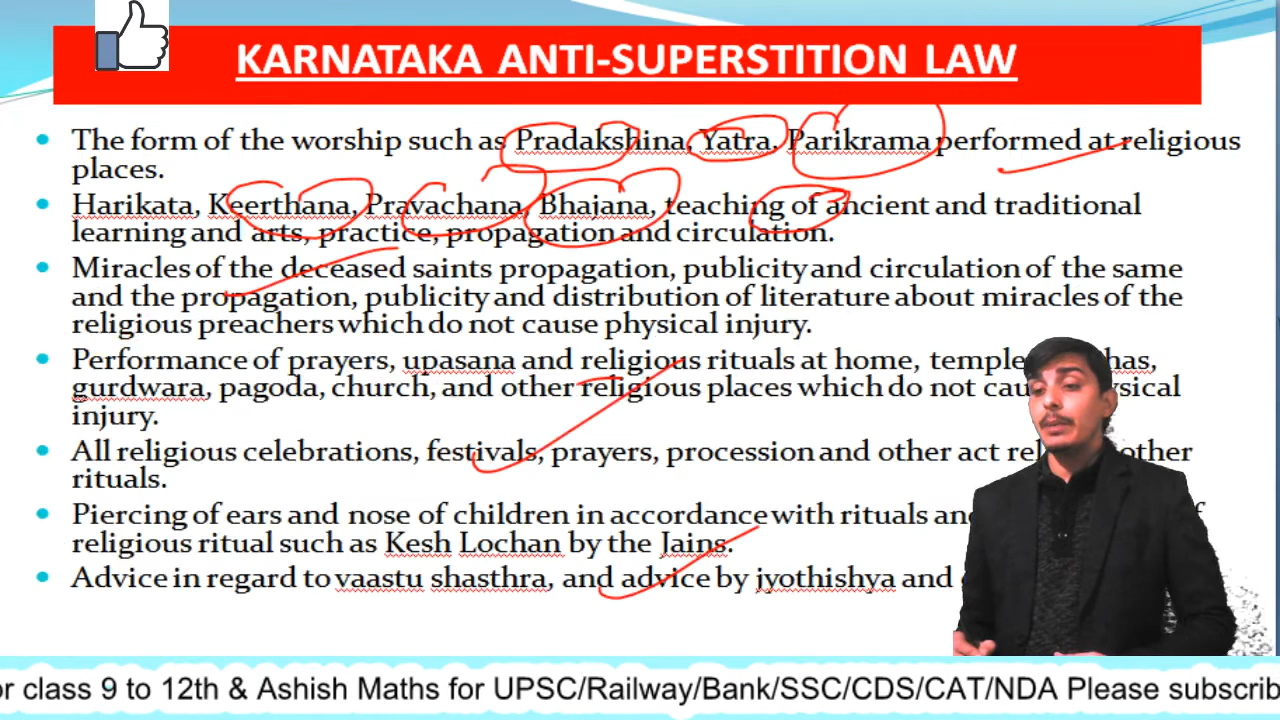 KARNATAKA ANTI-SUPERSTITION LAW
The form of the worship such as Pradakshina, Yatra, Parikrama performed at religious
places.
Harikata, Keerthana, Pravachana, Bhajana, teaching of ancient and traditional
learning and arts, practice, propagation and circulation.
Miracles of the deceased saints propagation, publicity and circulation of the same
and the propagation, publicity and distribution of literature about miracles of the
religious preachers which do not cause physical injury.
Performance of prayers, upasana and religious rituals at home,
gurdwara, pagoda, church, and other religious places which do not
injury.
All religious celebrations, festivals, prayers, procession and other act other
rituals.
Piercing of ears and nose of children in accordance with rituals
religious ritual such as Kesh Lochan by the Jains.
Advice in regard to vaastu shasthra, and advice by jyothishya and
class 9 to 12th & Ashish Maths for UPSC/Railway/Bank/SSC/CDS/CAT/NDA Please